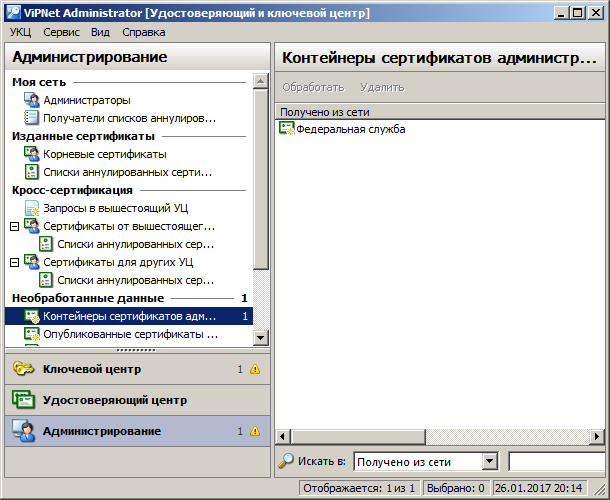 ViPNet Administrator [Удостоверяющий и ключевой центр]
УКЦ Сервис Вид Справка
Администрирование
Моя сеть
Администраторы
Получатели списков аннулиров...
Изданные сертификаты
Корневые сертификаты
Списки аннулированных серти...
Кросс-сертификация
Запросы в вышестоящий УЦ
Сертификаты от вышестоящег...
Списки аннулированных сер...
Сертификаты для других УЦ
Списки аннулированных сер...
Необработанные данные 1
Контейнеры сертификатов адм... 1
Опубликованные сертификаты ...
Ключевой центр 1
Удостоверяющий центр
Администрирование 1
Контейнеры сертификатов администр...
Обработать Удалить
Получено из сети
Федеральная служба
Искать в: Получено из сети
Отображается: 1 из 1 Выбрано: 0 26.01.2017 20:14